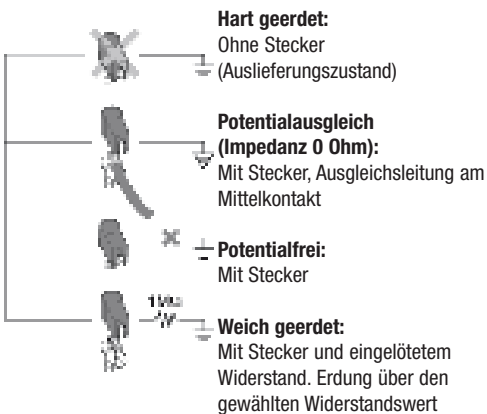 Hart geerdet:
Ohne Stecker
(Auslieferungszustand)
Potentialausgleich
(Impedanz 0 Ohm):
Mit Stecker, Ausgleichsleitung am
Mittelkontakt
Potentialfrei:
Mit Stecker
Weich geerdet:
Mit Stecker und eingelötetem
Widerstand. Erdung über den
gewählten Widerstandswert